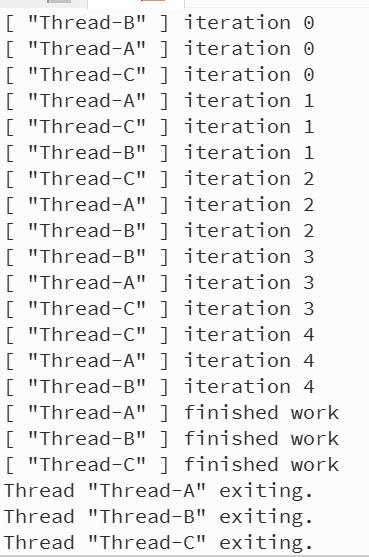 [ "Thread-B" ] iteration 0
[ "Thread-A" ] iteration 0
[ "Thread-C" ] iteration 0
[ "Thread-A" ] iteration 1
[ "Thread-C" ] iteration 1
[ "Thread-B" ] iteration 1
[ "Thread-C" ] iteration 2
[ "Thread-A" ] iteration 2
[ "Thread-B" ] iteration 2
[ "Thread-B" ] iteration 3
[ "Thread-A" ] iteration 3
[ "Thread-C" ] iteration 3
[ "Thread-C" ] iteration 4
[ "Thread-A" ] iteration 4
[ "Thread-B" ] iteration 4
[ "Thread-A" ] finished work
[ "Thread-B" ] finished work
[ "Thread-C" ] finished work
Thread "Thread-A" exiting.
Thread "Thread-B" exiting.
Thread "Thread-C" exiting.